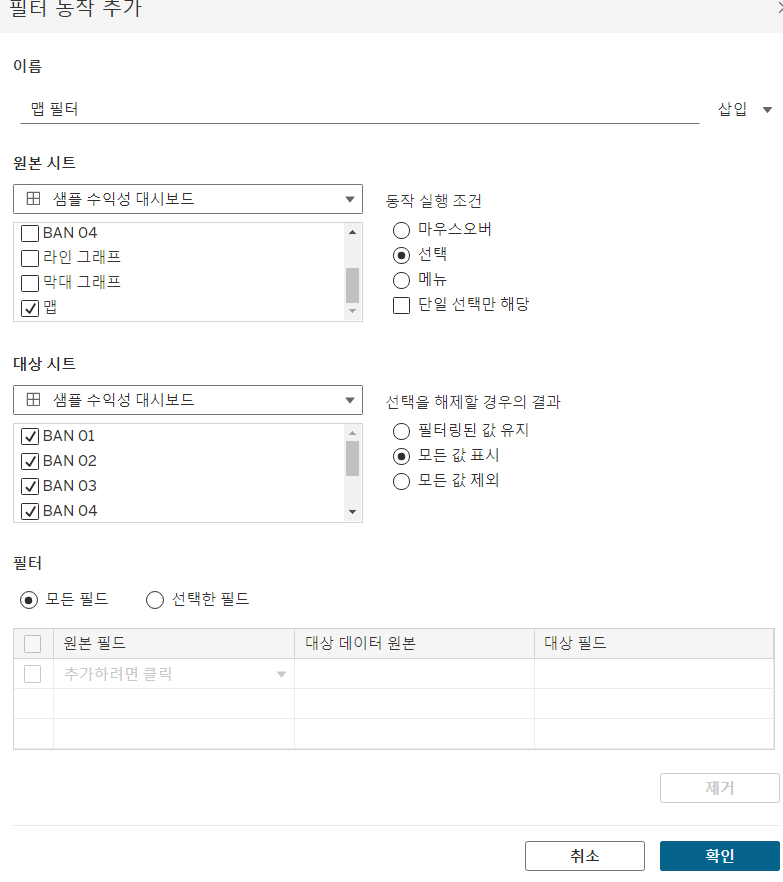 필터 동작 추가
이름
맵 필터
삽입
원본 시트
샘플 수익성 대시보드
동작 실행 조건
BAN 04
라인 그래프
막대 그래프
맵
마우스오버
선택
메뉴
단일 선택만 해당
대상 시트
샘플 수익성 대시보드
선택을 해제할 경우의 결과
BAN 01
BAN 02
BAN 03
BAN 04
필터링된 값 유지
모든 값 표시
모든 값 제외
필터
모든 필드 선택한 필드
원본 필드 대상 데이터 원본 대상 필드
추가하려면 클릭
제거
취소 확인